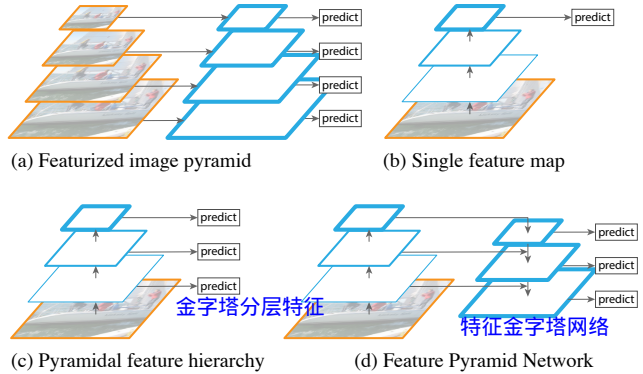 predict
predict
predict
predict
predict
(a) Featurized image pyramid
(b) Single feature map
predict
predict
predict
predict
predict
predict
金字塔分层特征
特征金字塔网络
(c) Pyramidal feature hierarchy
(d) Feature Pyramid Network